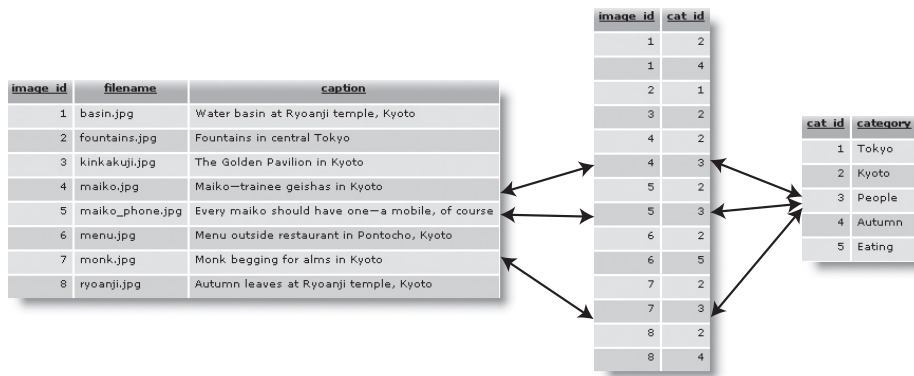 image_id filename caption
1 basin.jpg Water basin at Ryoanji temple, Kyoto
2 fountains.jpg Fountains in central Tokyo
3 kinkakuji.jpg The Golden Pavilion in Kyoto
4 maiko.jpg Maiko—trainee geishas in Kyoto
5 maiko_phone.jpg Every maiko should have one—a mobile, of course
6 menu.jpg Menu outside restaurant in Pontocho, Kyoto
7 monk.jpg Monk begging for alms in Kyoto
8 ryoanji.jpg Autumn leaves at Ryoanji temple, Kyoto
image_id cat_id
1 2
1 4
2 1
3 2
4 2
4 3
5 2
5 3
6 2
6 5
7 2
7 3
8 2
8 4
cat_id category
1 Tokyo
2 Kyoto
3 People
4 Autumn
5 Eating